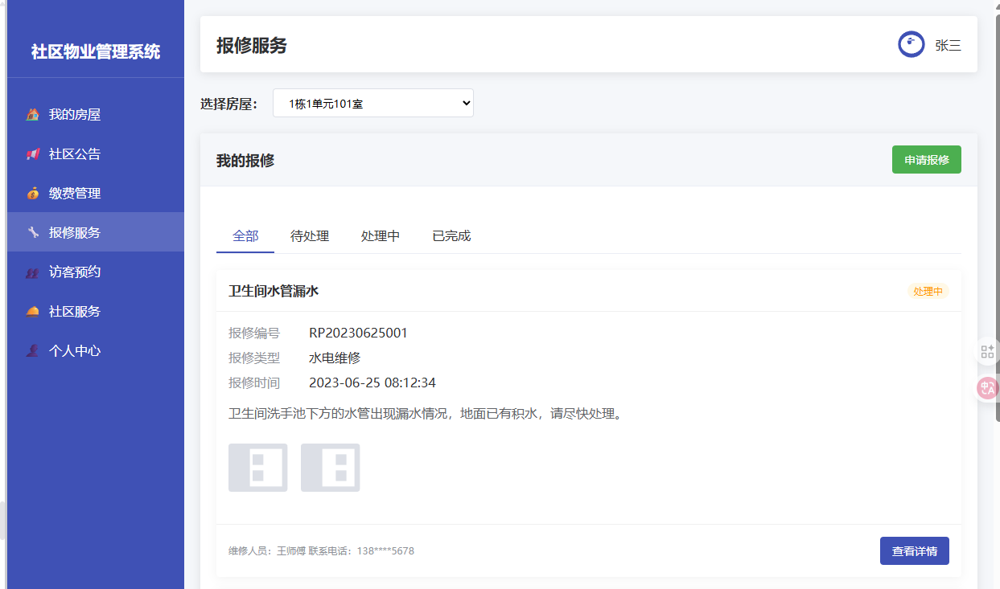 社区物业管理系统
我的房屋
社区公告
缴费管理
报修服务
访客预约
社区服务
个人中心
报修服务
张三
选择房屋：
1栋1单元101室
我的报修
申请报修
全部 待处理 处理中 已完成
卫生间水管漏水
处理中
报修编号 RP20230625001
报修类型 水电维修
报修时间 2023-06-25 08:12:34
卫生间洗手池下方的水管出现漏水情况，地面已有积水，请尽快处理。
维修人员：王师傅 联系电话：138****5678
查看详情
中A